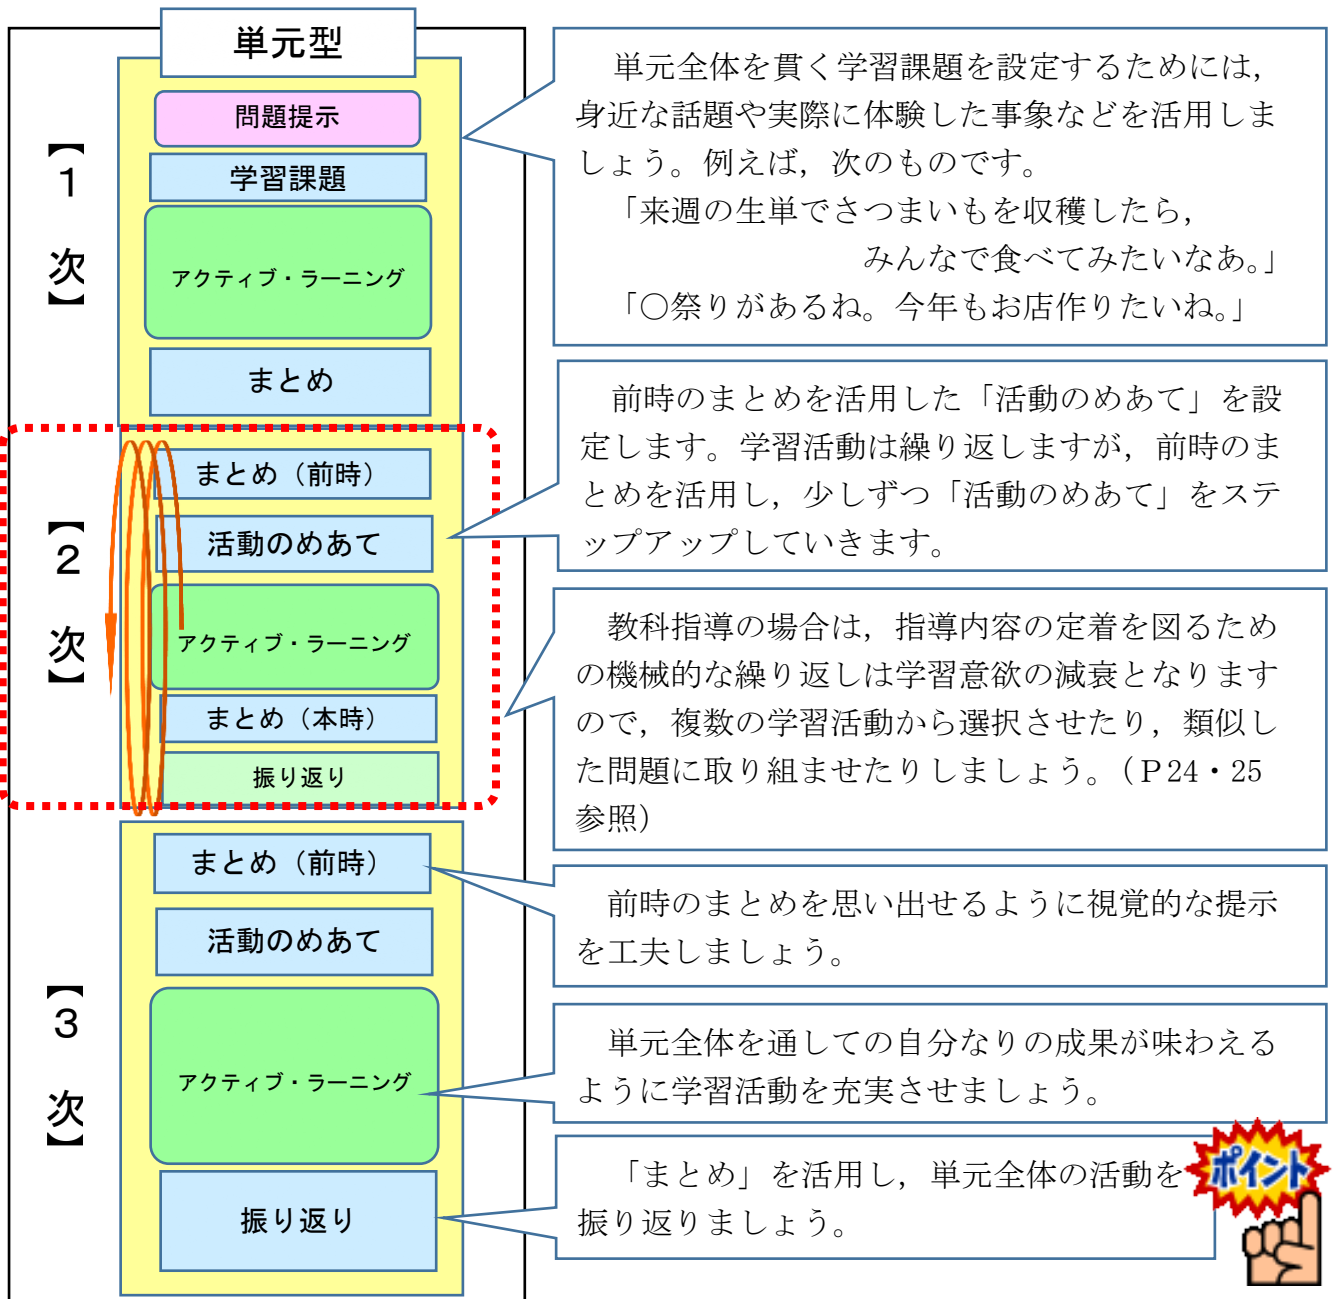 単元型
【1次】
問題提示
学習課題
アクティブ・ラーニング
まとめ
単元全体を貫く学習課題を設定するためには，
身近な話題や実際に体験した事象などを活用しま
しょう。例えば，次のものです。
「来週の生単でさつまいもを収穫したら，
みんなで食べてみたいなあ。」
「○祭りがあるね。今年もお店作りたいね。」
【2次】
まとめ（前時）
活動のめあて
アクティブ・ラーニング
まとめ（本時）
振り返り
前時のまとめを活用した「活動のめあて」を設
定します。学習活動は繰り返しますが，前時のま
とめを活用し，少しずつ「活動のめあて」をステ
ップアップしていきます。
教科指導の場合は，指導内容の定着を図るため
の機械的な繰り返しは学習意欲の減衰となります
ので，複数の学習活動から選択させたり，類似し
た問題に取り組ませたりしましょう。（Ｐ24・25
参照）
【3次】
まとめ（前時）
活動のめあて
アクティブ・ラーニング
振り返り
前時のまとめを思い出せるように視覚的な提示
を工夫しましょう。
単元全体を通しての自分なりの成果が味わえる
ように学習活動を充実させましょう。
「まとめ」を活用し，単元全体の活動を
振り返りましょう。
ポイント